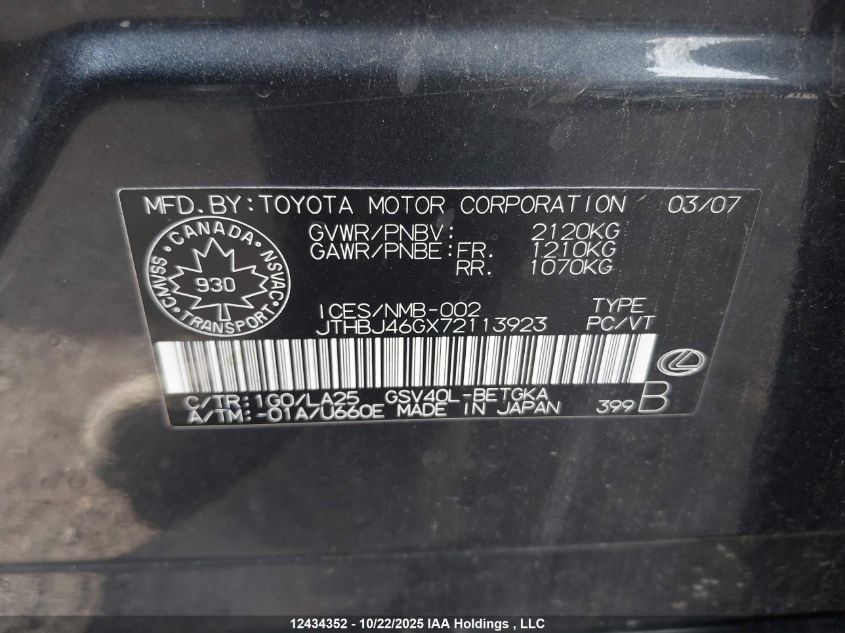 MFD. BY: TOYOTA MOTOR CORPORATION 03/07
GVWR/PNBV: 2120KG
GAWR/PNBE: FR. 1210KG
RR. 1070KG
CMVSS · CANADA · NSVAC
930
TRANSPORT
ICES/NMB-002 TYPE
JTHBJ46GX72113923 PC/VT
C/TR: 1G0/LA25 GSV40L-BETGKA
A/TM: -01A/U660E MADE IN JAPAN 399 B
12434352 - 10/22/2025 IAA Holdings , LLC